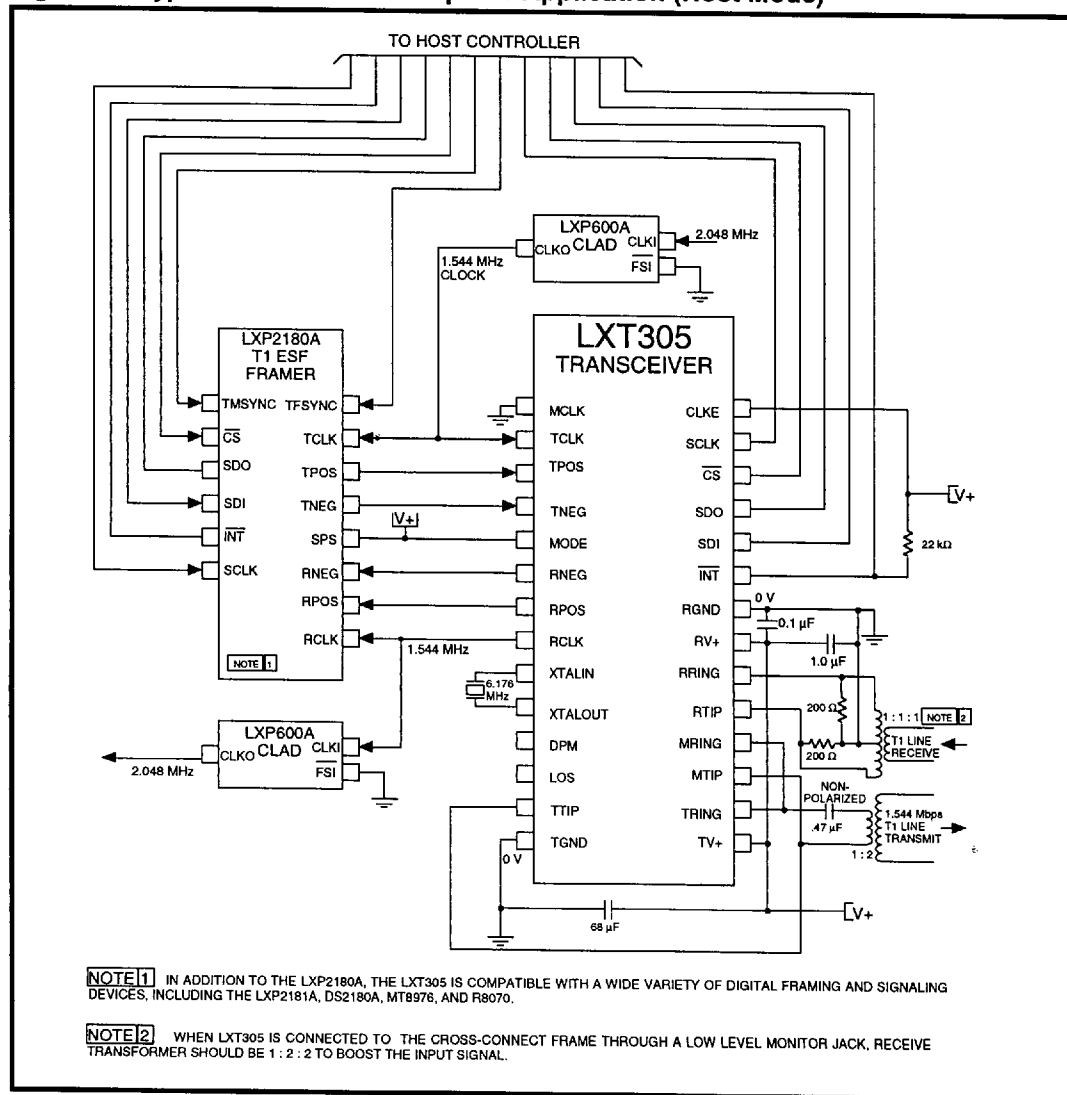 Application (Host Mode)
TO HOST CONTROLLER
LXP600A
CLAD
CLKO
CLKI
FSI
2.048 MHz
1.544 MHz
CLOCK
LXP2180A
T1 ESF
FRAMER
TMSYNC
TFSYNC
CS
TCLK
SDO
TPOS
SDI
TNEG
INT
SPS
SCLK
RNEG
RPOS
RCLK
NOTE 1
V+
1.544 MHz
6.176
MHz
LXT305
TRANSCEIVER
MCLK
CLKE
TCLK
SCLK
TPOS
CS
TNEG
SDO
MODE
SDI
RNEG
INT
RPOS
RGND
RCLK
RV+
XTALIN
RRING
XTALOUT
RTIP
DPM
MRING
LOS
MTIP
TTIP
TRING
TGND
TV+
V+
22 kΩ
0 V
0.1 µF
1.0 µF
200 Ω
200 Ω
1 : 1 : 1 NOTE 2
T1 LINE
RECEIVE
NON-
POLARIZED
.47 µF
1.544 Mbps
T1 LINE
TRANSMIT
1 : 2
LXP600A
CLAD
CLKO
CLKI
FSI
2.048 MHz
0 V
68 µF
V+
NOTE 1 IN ADDITION TO THE LXP2180A, THE LXT305 IS COMPATIBLE WITH A WIDE VARIETY OF DIGITAL FRAMING AND SIGNALING
DEVICES, INCLUDING THE LXP2181A, DS2180A, MT8976, AND R8070.
NOTE 2 WHEN LXT305 IS CONNECTED TO THE CROSS-CONNECT FRAME THROUGH A LOW LEVEL MONITOR JACK, RECEIVE
TRANSFORMER SHOULD BE 1 : 2 : 2 TO BOOST THE INPUT SIGNAL.